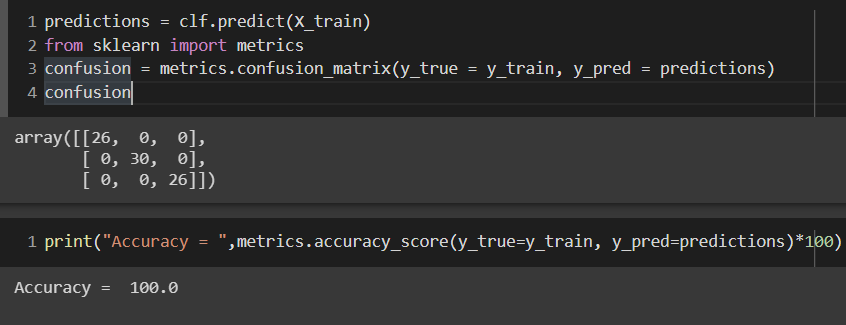 1 predictions = clf.predict(X_train)
2 from sklearn import metrics
3 confusion = metrics.confusion_matrix(y_true = y_train, y_pred = predictions)
4 confusion
array([[26,  0,  0],
       [ 0, 30,  0],
       [ 0,  0, 26]])
1 print("Accuracy = ",metrics.accuracy_score(y_true=y_train, y_pred=predictions)*100)
Accuracy =  100.0